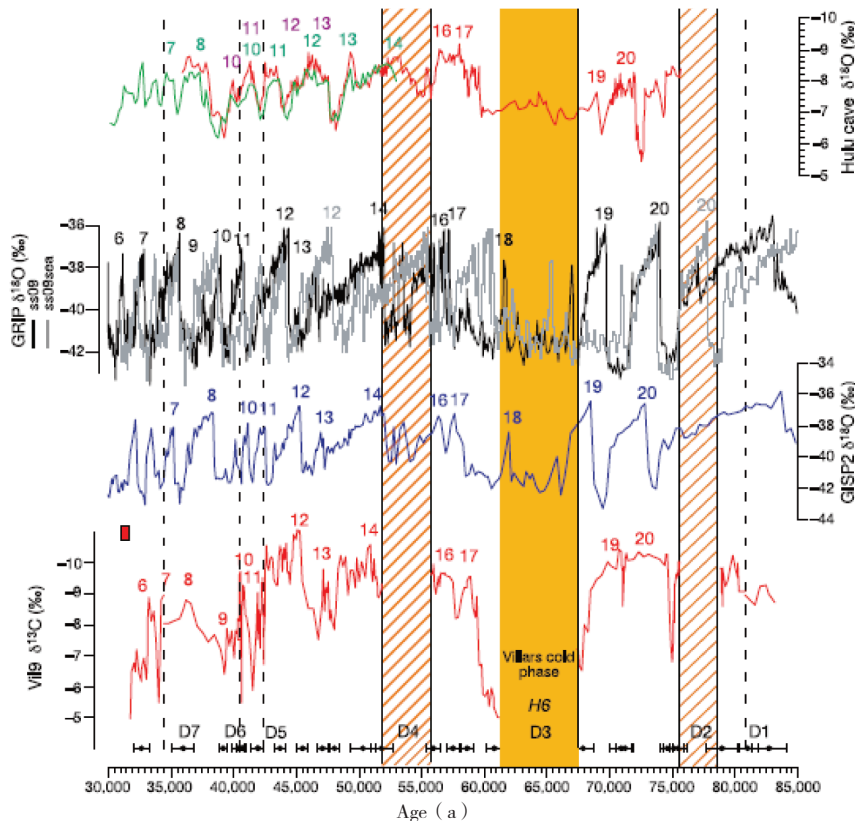 7 8 10 11 10 11 12 12 13 13 14 16 17 19 20
–10
–9
–8
–7
–6
–5
Hulu cave δ¹⁸O (‰)
6 7 8 9 10 11 12 13 12 14 16 17 18 19 20 20
–36
–38
–40
–42
GRIP δ¹⁸O (‰)
ss09
ss09sea
7 8 10 11 12 13 14 16 17 18 19 20
–34
–36
–38
–40
–42
–44
GISP2 δ¹⁸O (‰)
6 7 8 9 10 11 12 13 14 16 17 19 20
–10
–9
–8
–7
–6
–5
Vil9 δ¹³C (‰)
Villars cold
phase
H6
D7 D6 D5 D4 D3 D2 D1
30,000 35,000 40,000 45,000 50,000 55,000 60,000 65,000 70,000 75,000 80,000 85,000
Age (a)